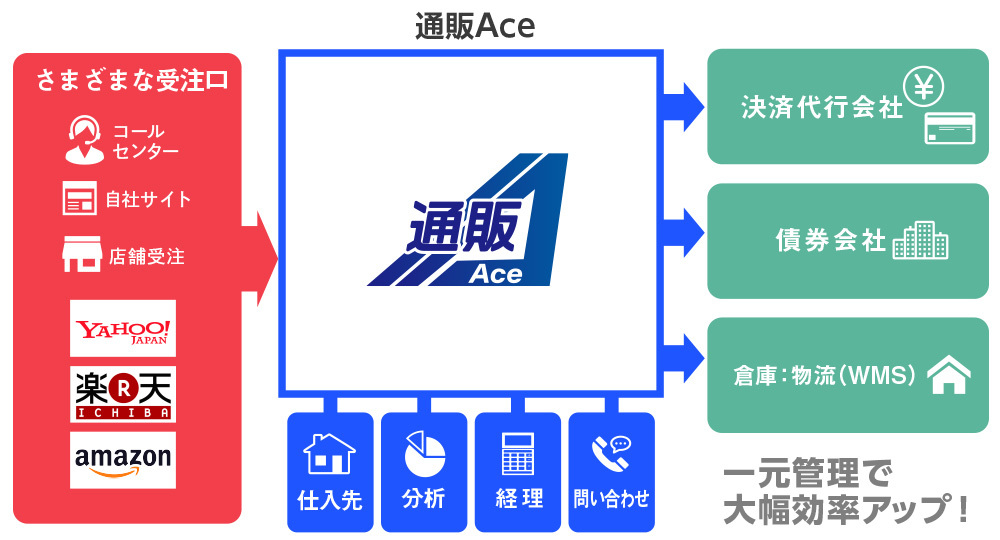 通販Ace
さまざまな受注口
コール
センター
自社サイト
店舗受注
YAHOO!
JAPAN
楽R天
ICHIBA
amazon
通販
Ace
仕入先
分析
経理
問い合わせ
決済代行会社
¥
債券会社
倉庫:物流(WMS)
一元管理で
大幅効率アップ!